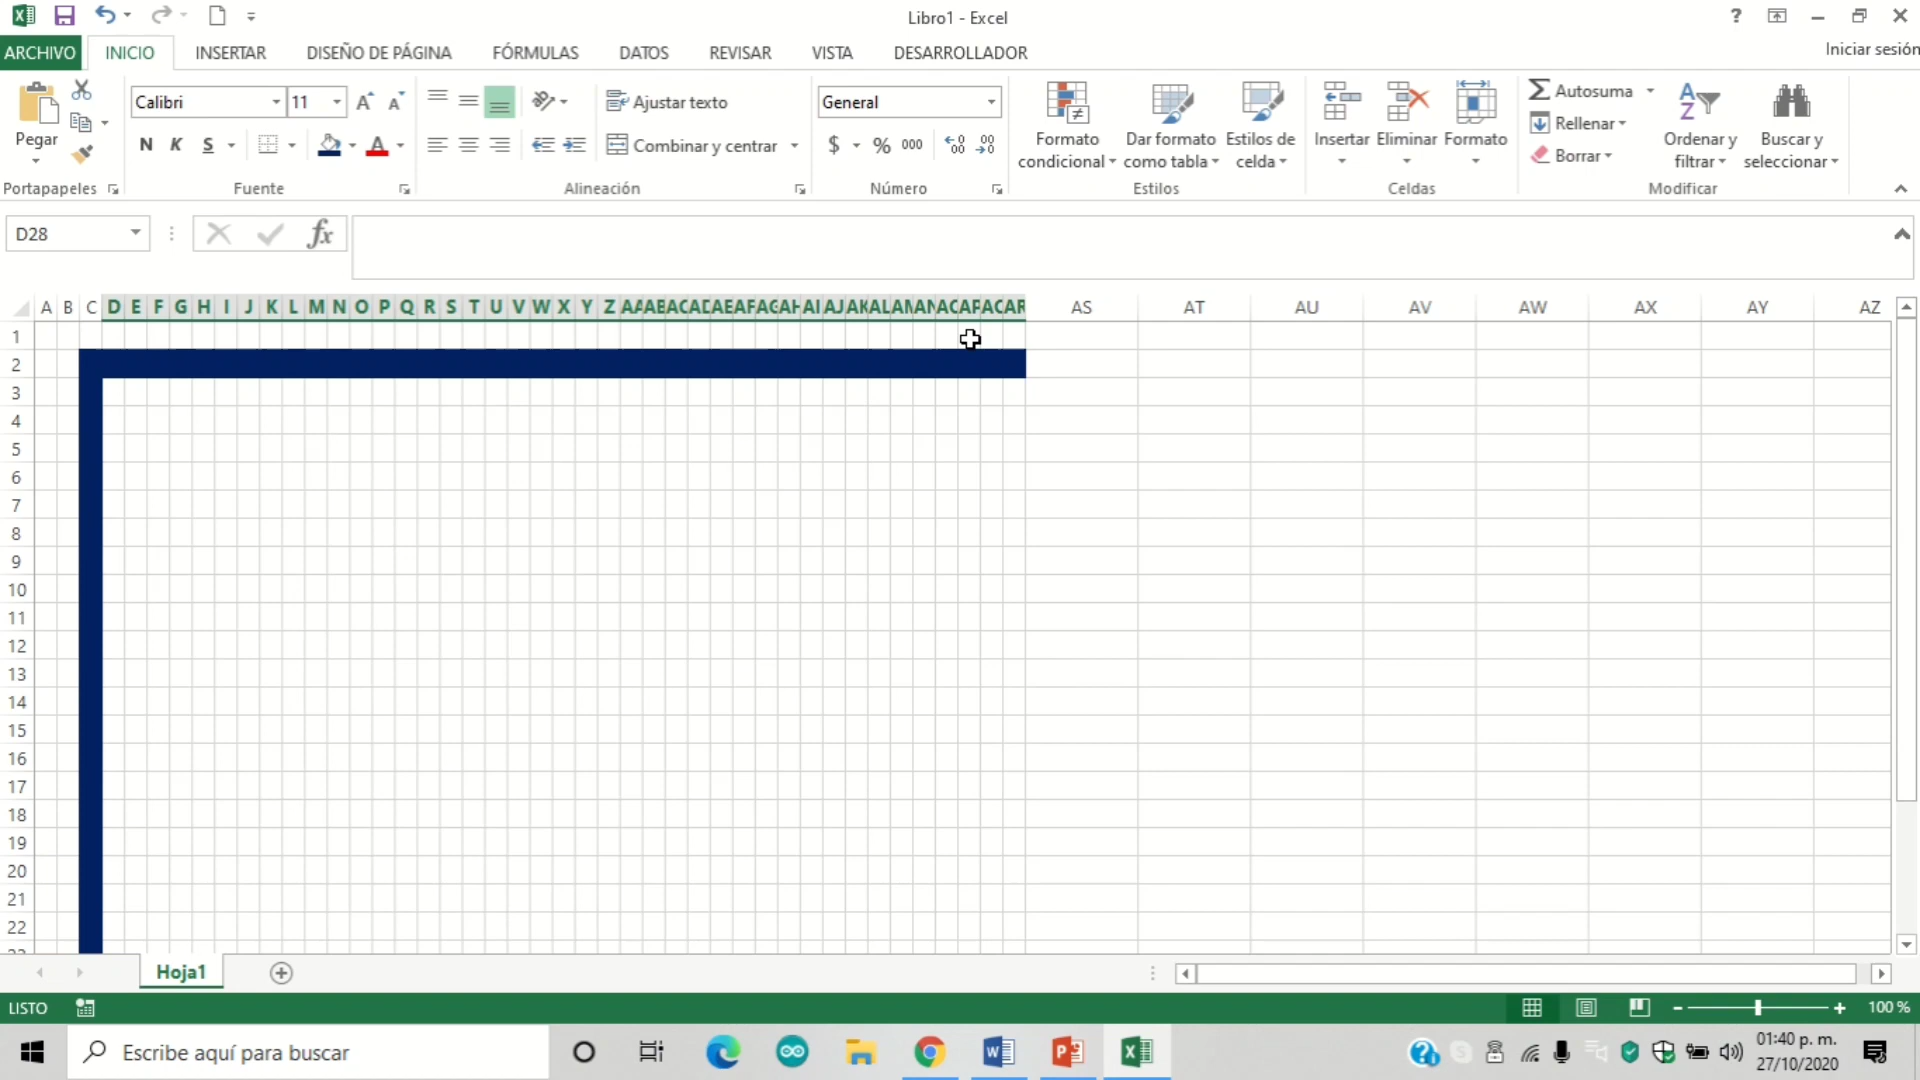 Libro1 - Excel
ARCHIVO INICIO INSERTAR DISEÑO DE PÁGINA FÓRMULAS DATOS REVISAR VISTA DESARROLLADOR Iniciar sesión
Calibri 11 Ajustar texto General Autosuma
Pegar N K S A Combinar y centrar $ % 000 Formato condicional Dar formato como tabla Estilos de celda Insertar Eliminar Formato Rellenar Borrar Ordenar y filtrar Buscar y seleccionar
Portapapeles Fuente Alineación Número Estilos Celdas Modificar
D28 fx
A B C D E F G H I J K L M N O P Q R S T U V W X Y Z AS AT AU AV AW AX AY AZ
1
2
3
4
5
6
7
8
9
10
11
12
13
14
15
16
17
18
19
20
21
22
Hoja1
LISTO 100 %
Escribe aquí para buscar 01:40 p. m.
27/10/2020